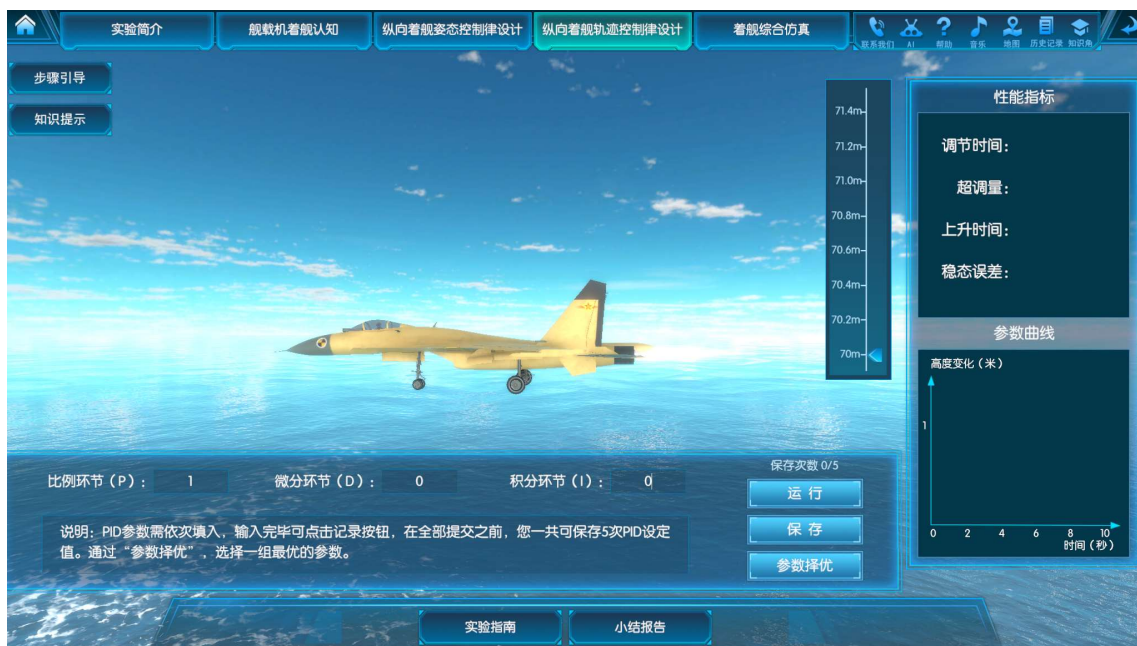 实验简介
舰载机着舰认知
纵向着舰姿态控制律设计
纵向着舰轨迹控制律设计
着舰综合仿真
联系我们
AI
帮助
音乐
地图
历史记录
知识角
步骤引导
知识提示
71.4m
71.2m
71.0m
70.8m
70.6m
70.4m
70.2m
70m
性能指标
调节时间：
超调量：
上升时间：
稳态误差：
参数曲线
高度变化（米）
1
0 2 4 6 8 10
时间（秒）
比例环节（P）： 1 微分环节（D）： 0 积分环节（I）： 0
保存次数 0/5
运行
保存
参数择优
说明：PID参数需依次填入，输入完毕可点击记录按钮，在全部提交之前，您一共可保存5次PID设定
值。通过“参数择优”，选择一组最优的参数。
实验指南
小结报告